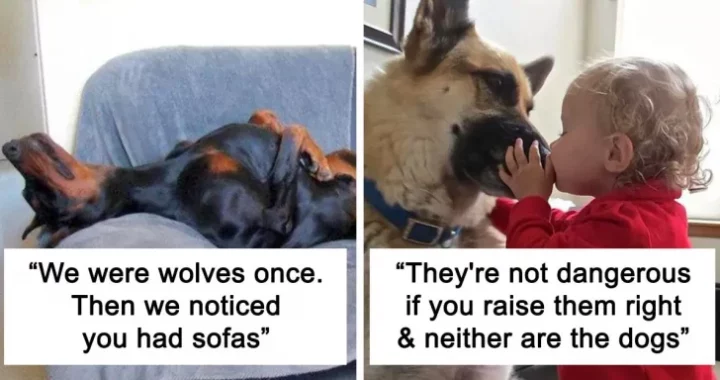 “We were wolves once.
Then we noticed
you had sofas”
“They're not dangerous
if you raise them right
& neither are the dogs”